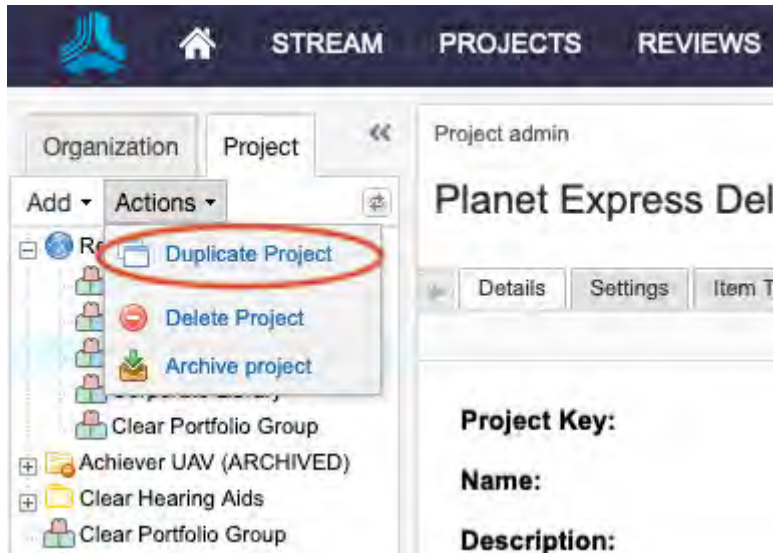 STREAM PROJECTS REVIEWS
Organization Project
Add Actions
Duplicate Project
Delete Project
Archive project
Clear Portfolio Group
Achiever UAV (ARCHIVED)
Clear Hearing Aids
Clear Portfolio Group
Project admin
Planet Express Del
Details Settings Item T
Project Key:
Name:
Description: